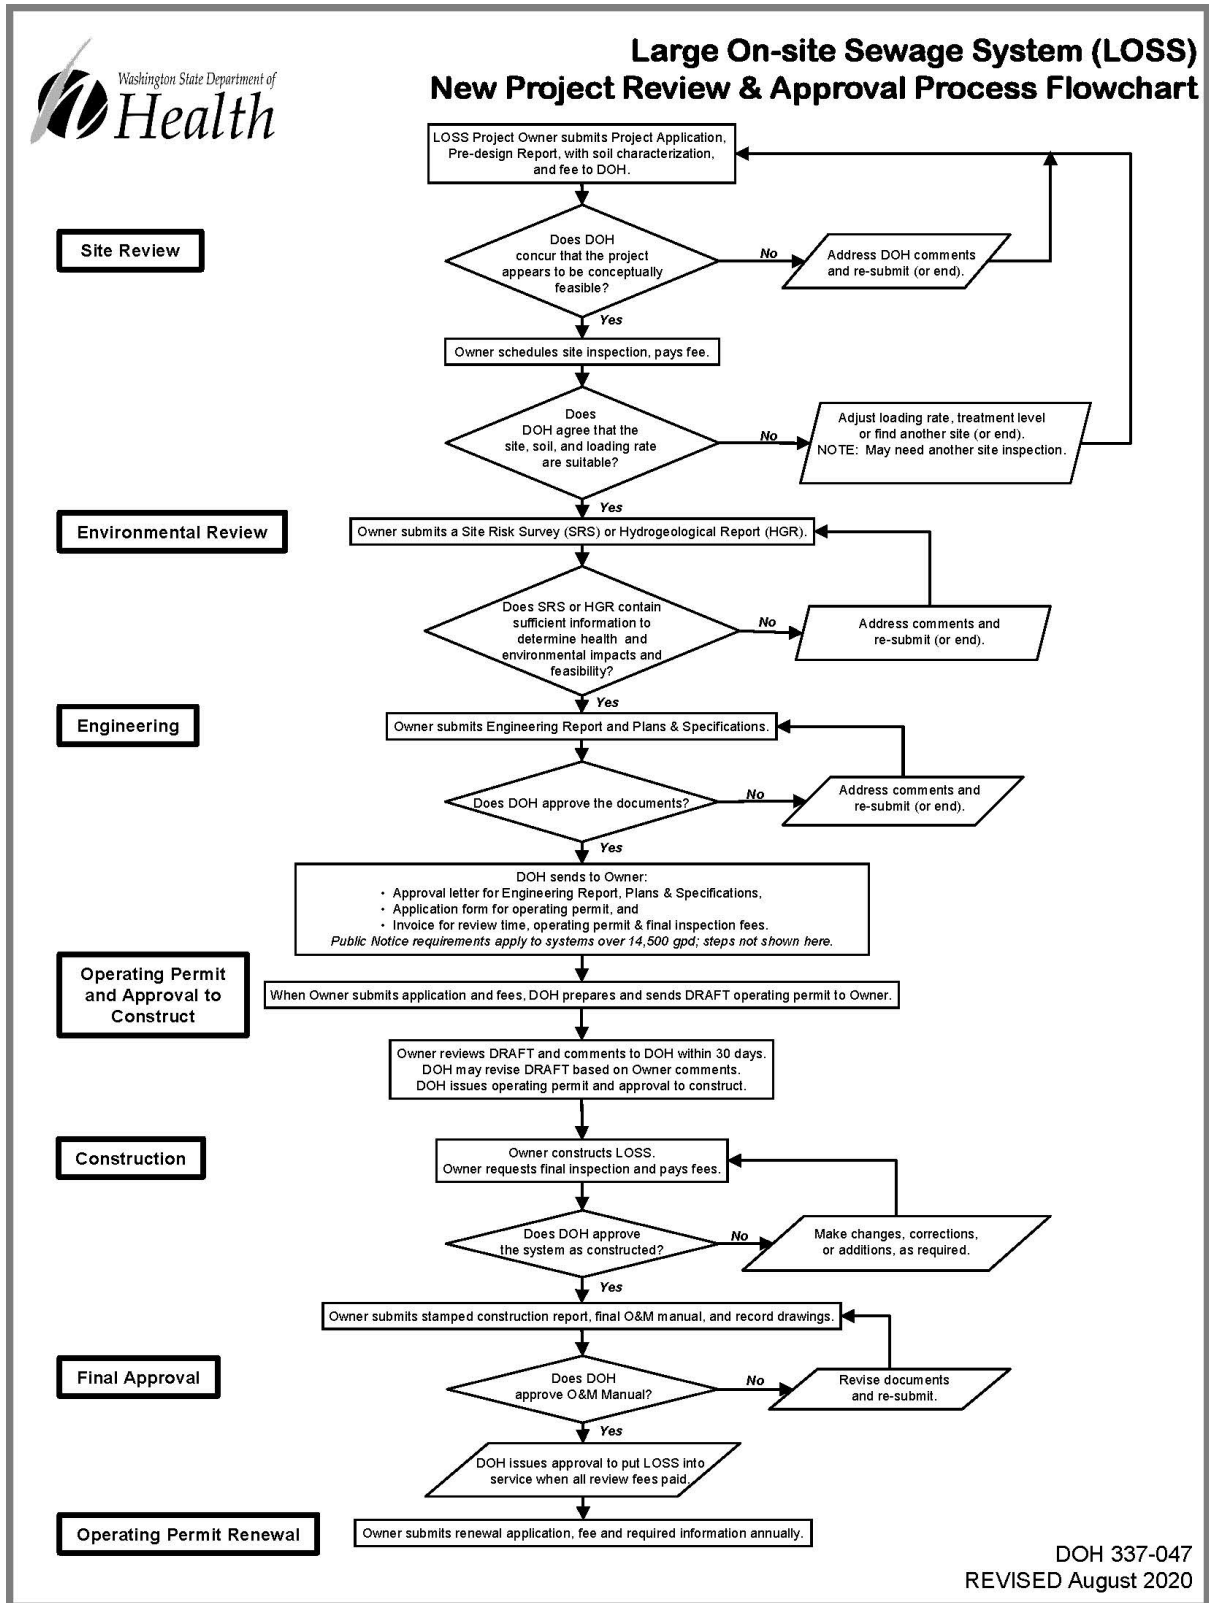 Washington State Department of
Health
Large On-site Sewage System (LOSS)
New Project Review & Approval Process Flowchart
LOSS Project Owner submits Project Application,
Pre-design Report, with soil characterization,
and fee to DOH.
Site Review
Does DOH
concur that the project
appears to be conceptually
feasible?
No
Address DOH comments
and re-submit (or end).
Yes
Owner schedules site inspection, pays fee.
Does
DOH agree that the
site, soil, and loading rate
are suitable?
No
Adjust loading rate, treatment level
or find another site (or end).
NOTE: May need another site inspection.
Yes
Environmental Review
Owner submits a Site Risk Survey (SRS) or Hydrogeological Report (HGR).
Does SRS or HGR contain
sufficient information to
determine health and
environmental impacts and
feasibility?
No
Address comments and
re-submit (or end).
Yes
Engineering
Owner submits Engineering Report and Plans & Specifications.
Does DOH approve the documents?
No
Address comments and
re-submit (or end).
Yes
DOH sends to Owner:
• Approval letter for Engineering Report, Plans & Specifications,
• Application form for operating permit, and
• Invoice for review time, operating permit & final inspection fees.
Public Notice requirements apply to systems over 14,500 gpd; steps not shown here.
Operating Permit
and Approval to
Construct
When Owner submits application and fees, DOH prepares and sends DRAFT operating permit to Owner.
Owner reviews DRAFT and comments to DOH within 30 days.
DOH may revise DRAFT based on Owner comments.
DOH issues operating permit and approval to construct.
Construction
Owner constructs LOSS.
Owner requests final inspection and pays fees.
Does DOH approve
the system as constructed?
No
Make changes, corrections,
or additions, as required.
Yes
Owner submits stamped construction report, final O&M manual, and record drawings.
Final Approval
Does DOH
approve O&M Manual?
No
Revise documents
and re-submit.
Yes
DOH issues approval to put LOSS into
service when all review fees paid.
Operating Permit Renewal
Owner submits renewal application, fee and required information annually.
DOH 337-047
REVISED August 2020